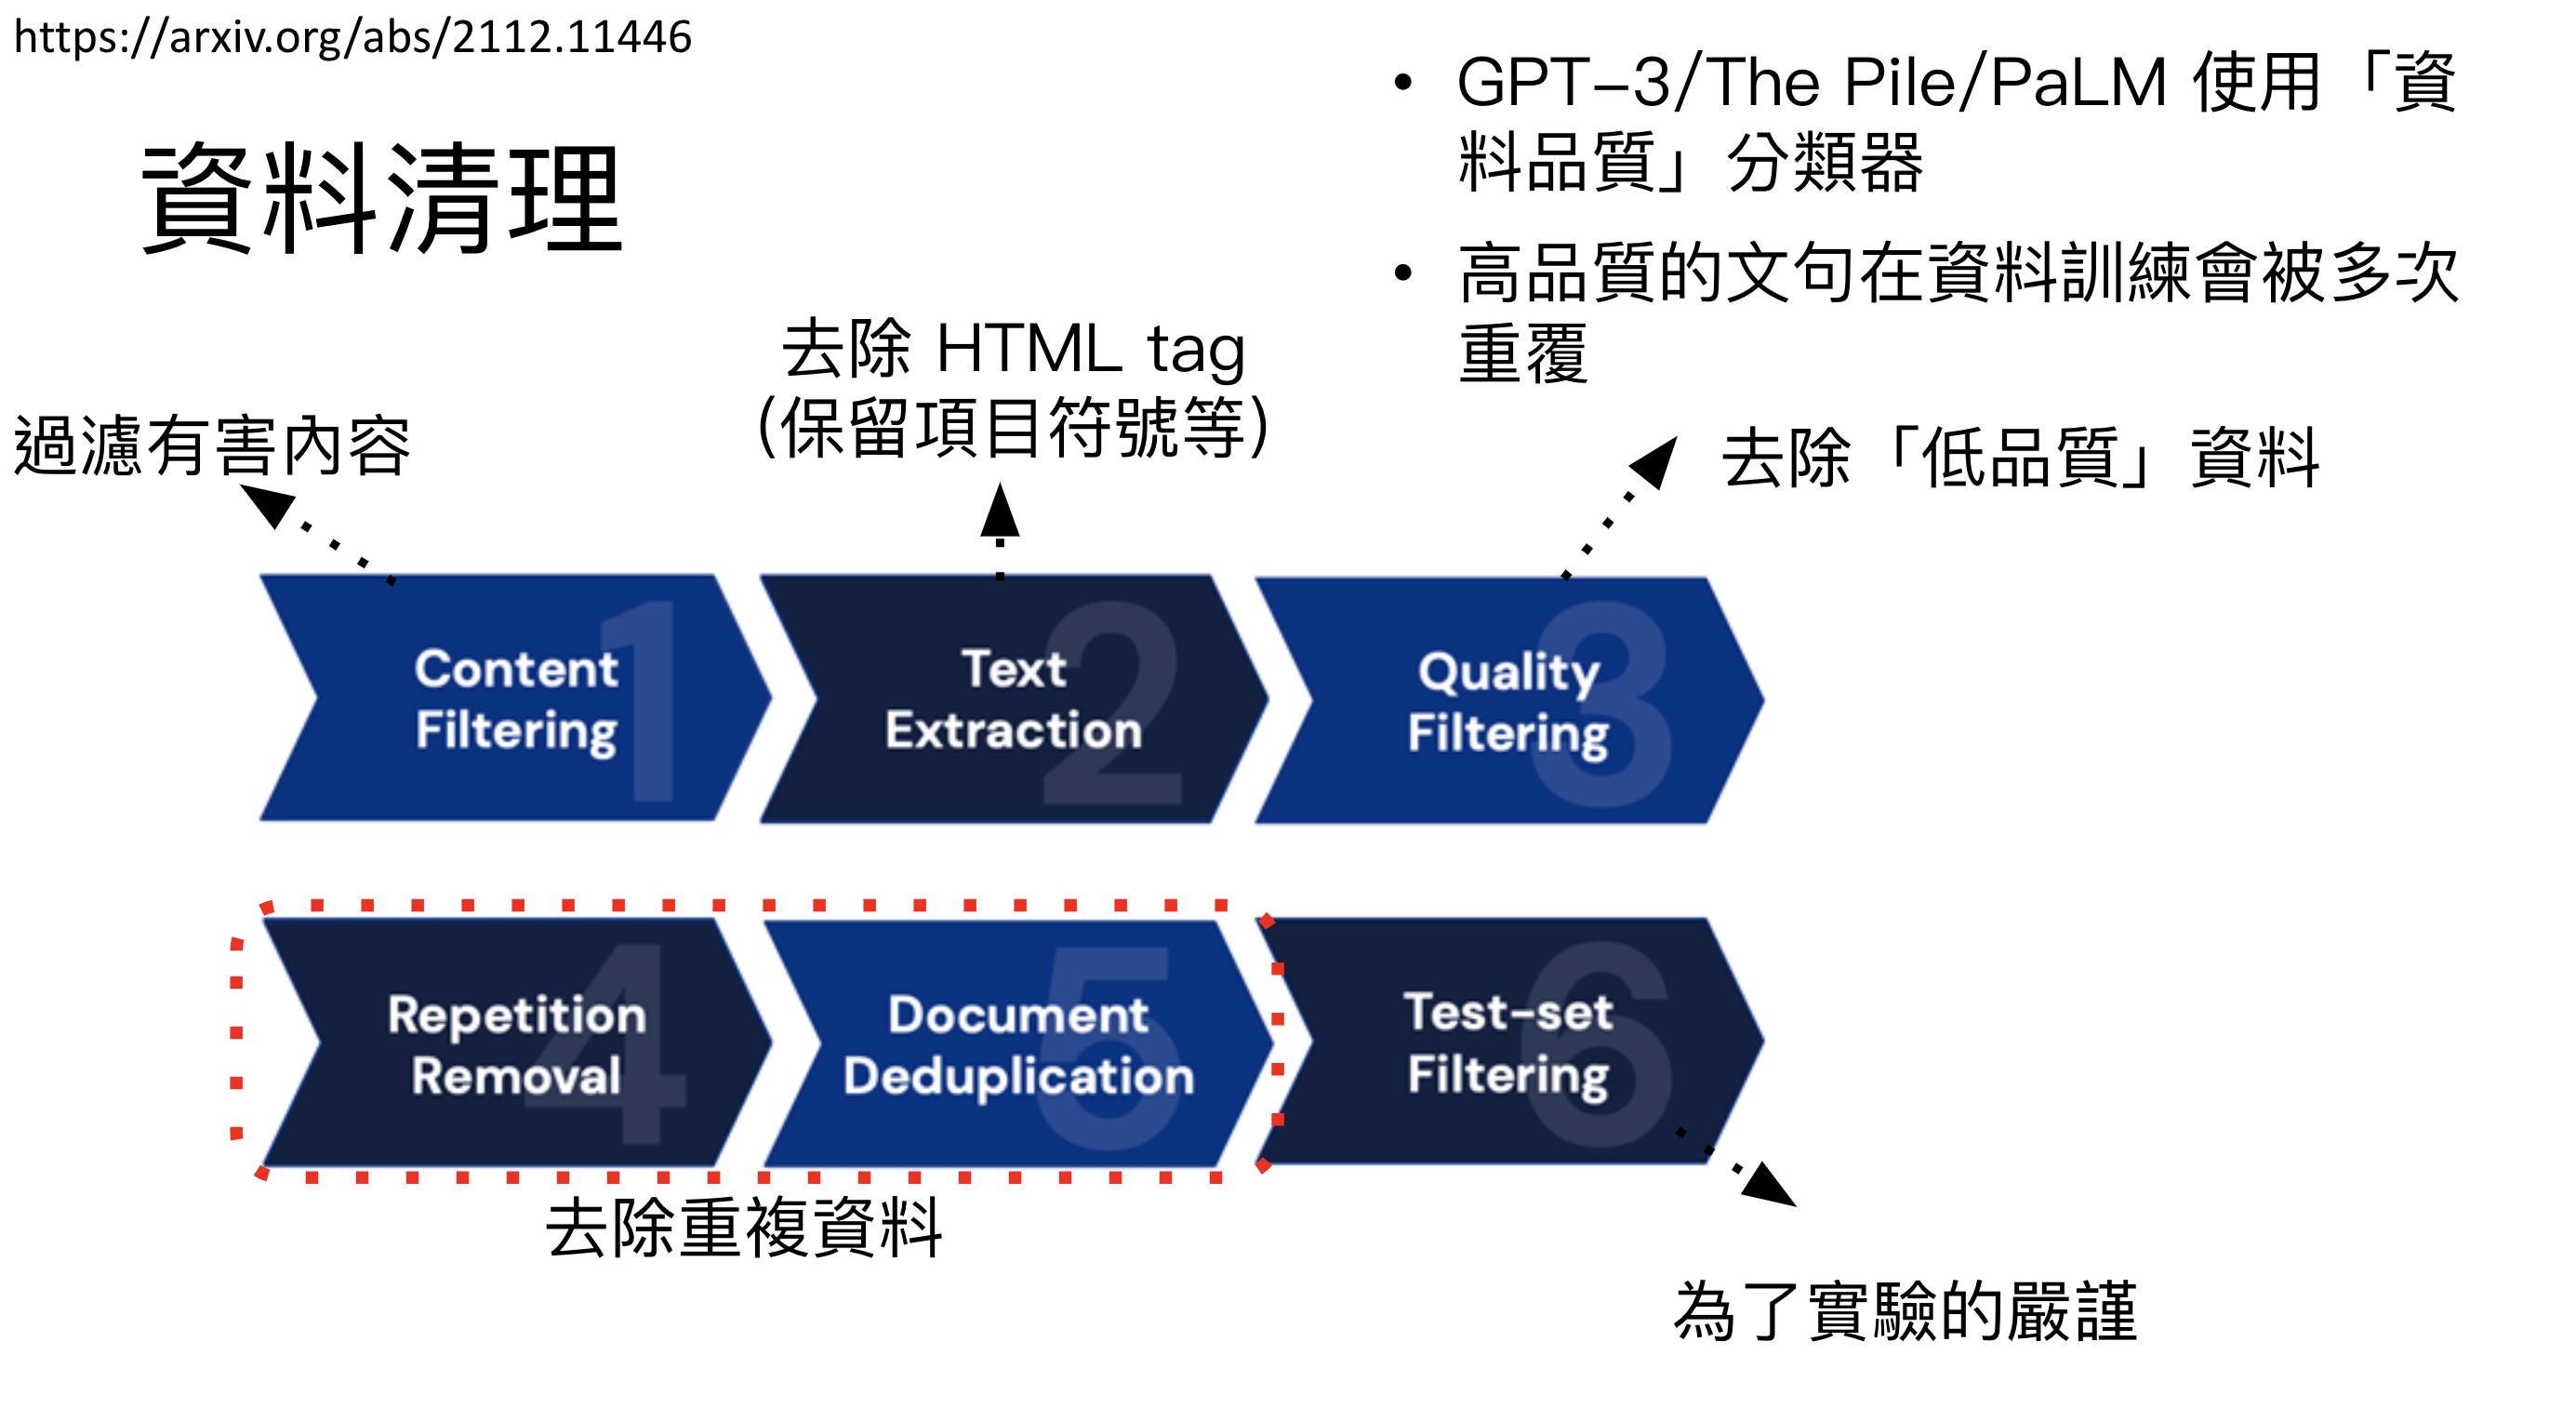 https://arxiv.org/abs/2112.11446
資料清理
• GPT-3/The Pile/PaLM 使用「資
料品質」分類器
• 高品質的文句在資料訓練會被多次
重覆
過濾有害內容
去除 HTML tag
(保留項目符號等)
去除「低品質」資料
1
Content
Filtering
2
Text
Extraction
3
Quality
Filtering
4
Repetition
Removal
5
Document
Deduplication
6
Test-set
Filtering
去除重複資料
為了實驗的嚴謹